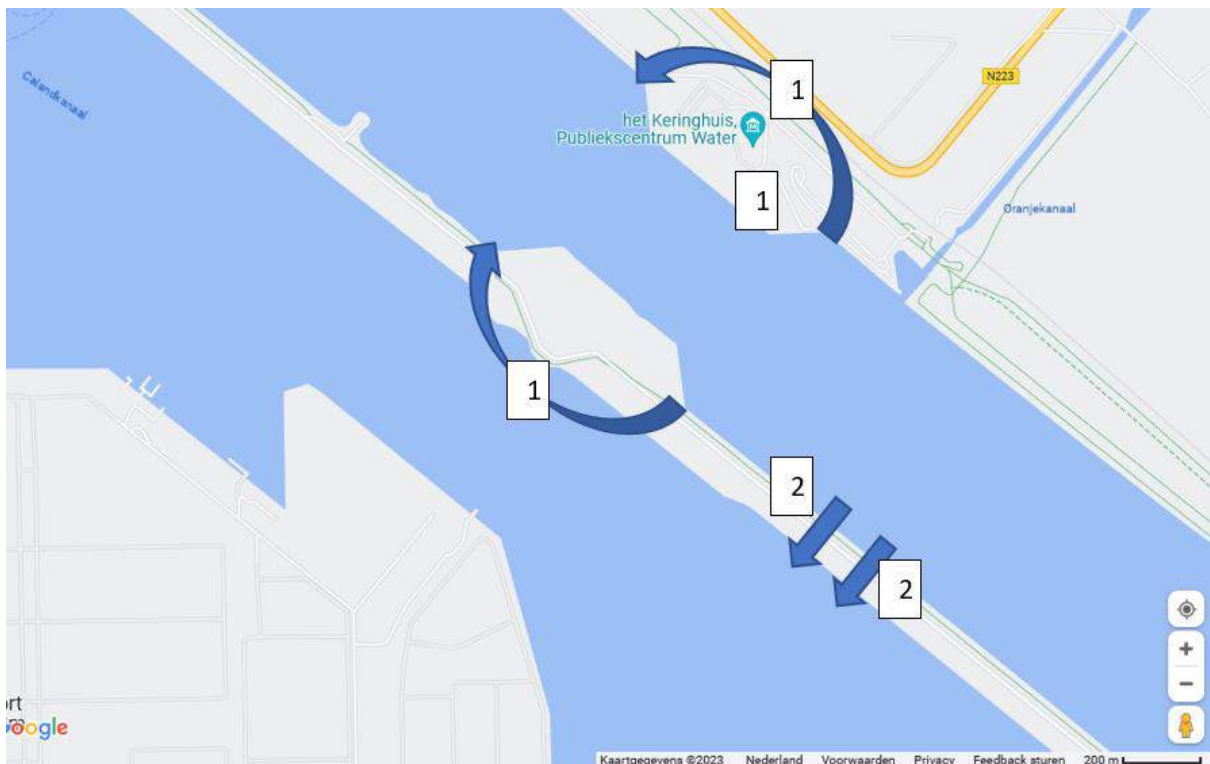 N223
1
het Keringhuis,
Publiekscentrum Water
Calandkanaal
1
Oranjekanaal
1
2
2
ort
Google
Kaartgegevens ©2023 Nederland Voorwaarden Privacy Feedback sturen 200 m